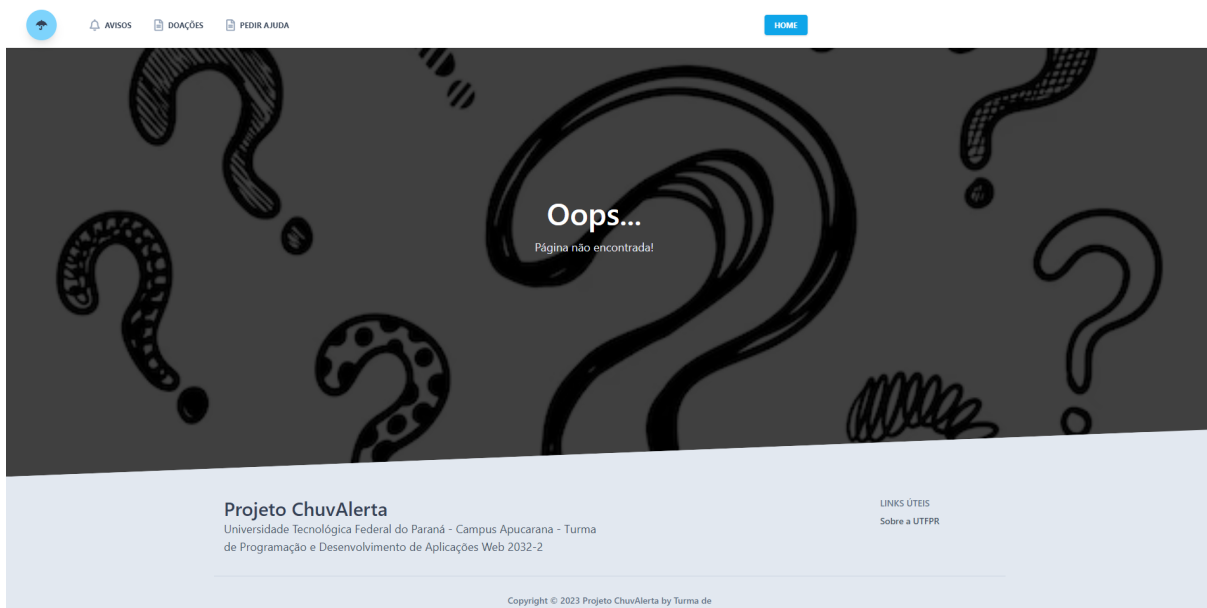 AVISOS DOAÇÕES PEDIR AJUDA HOME
Oops...
Página não encontrada!
Projeto ChuvAlerta
Universidade Tecnológica Federal do Paraná - Campus Apucarana - Turma
de Programação e Desenvolvimento de Aplicações Web 2032-2
LINKS ÚTEIS
Sobre a UTFPR
Copyright © 2023 Projeto ChuvAlerta by Turma de